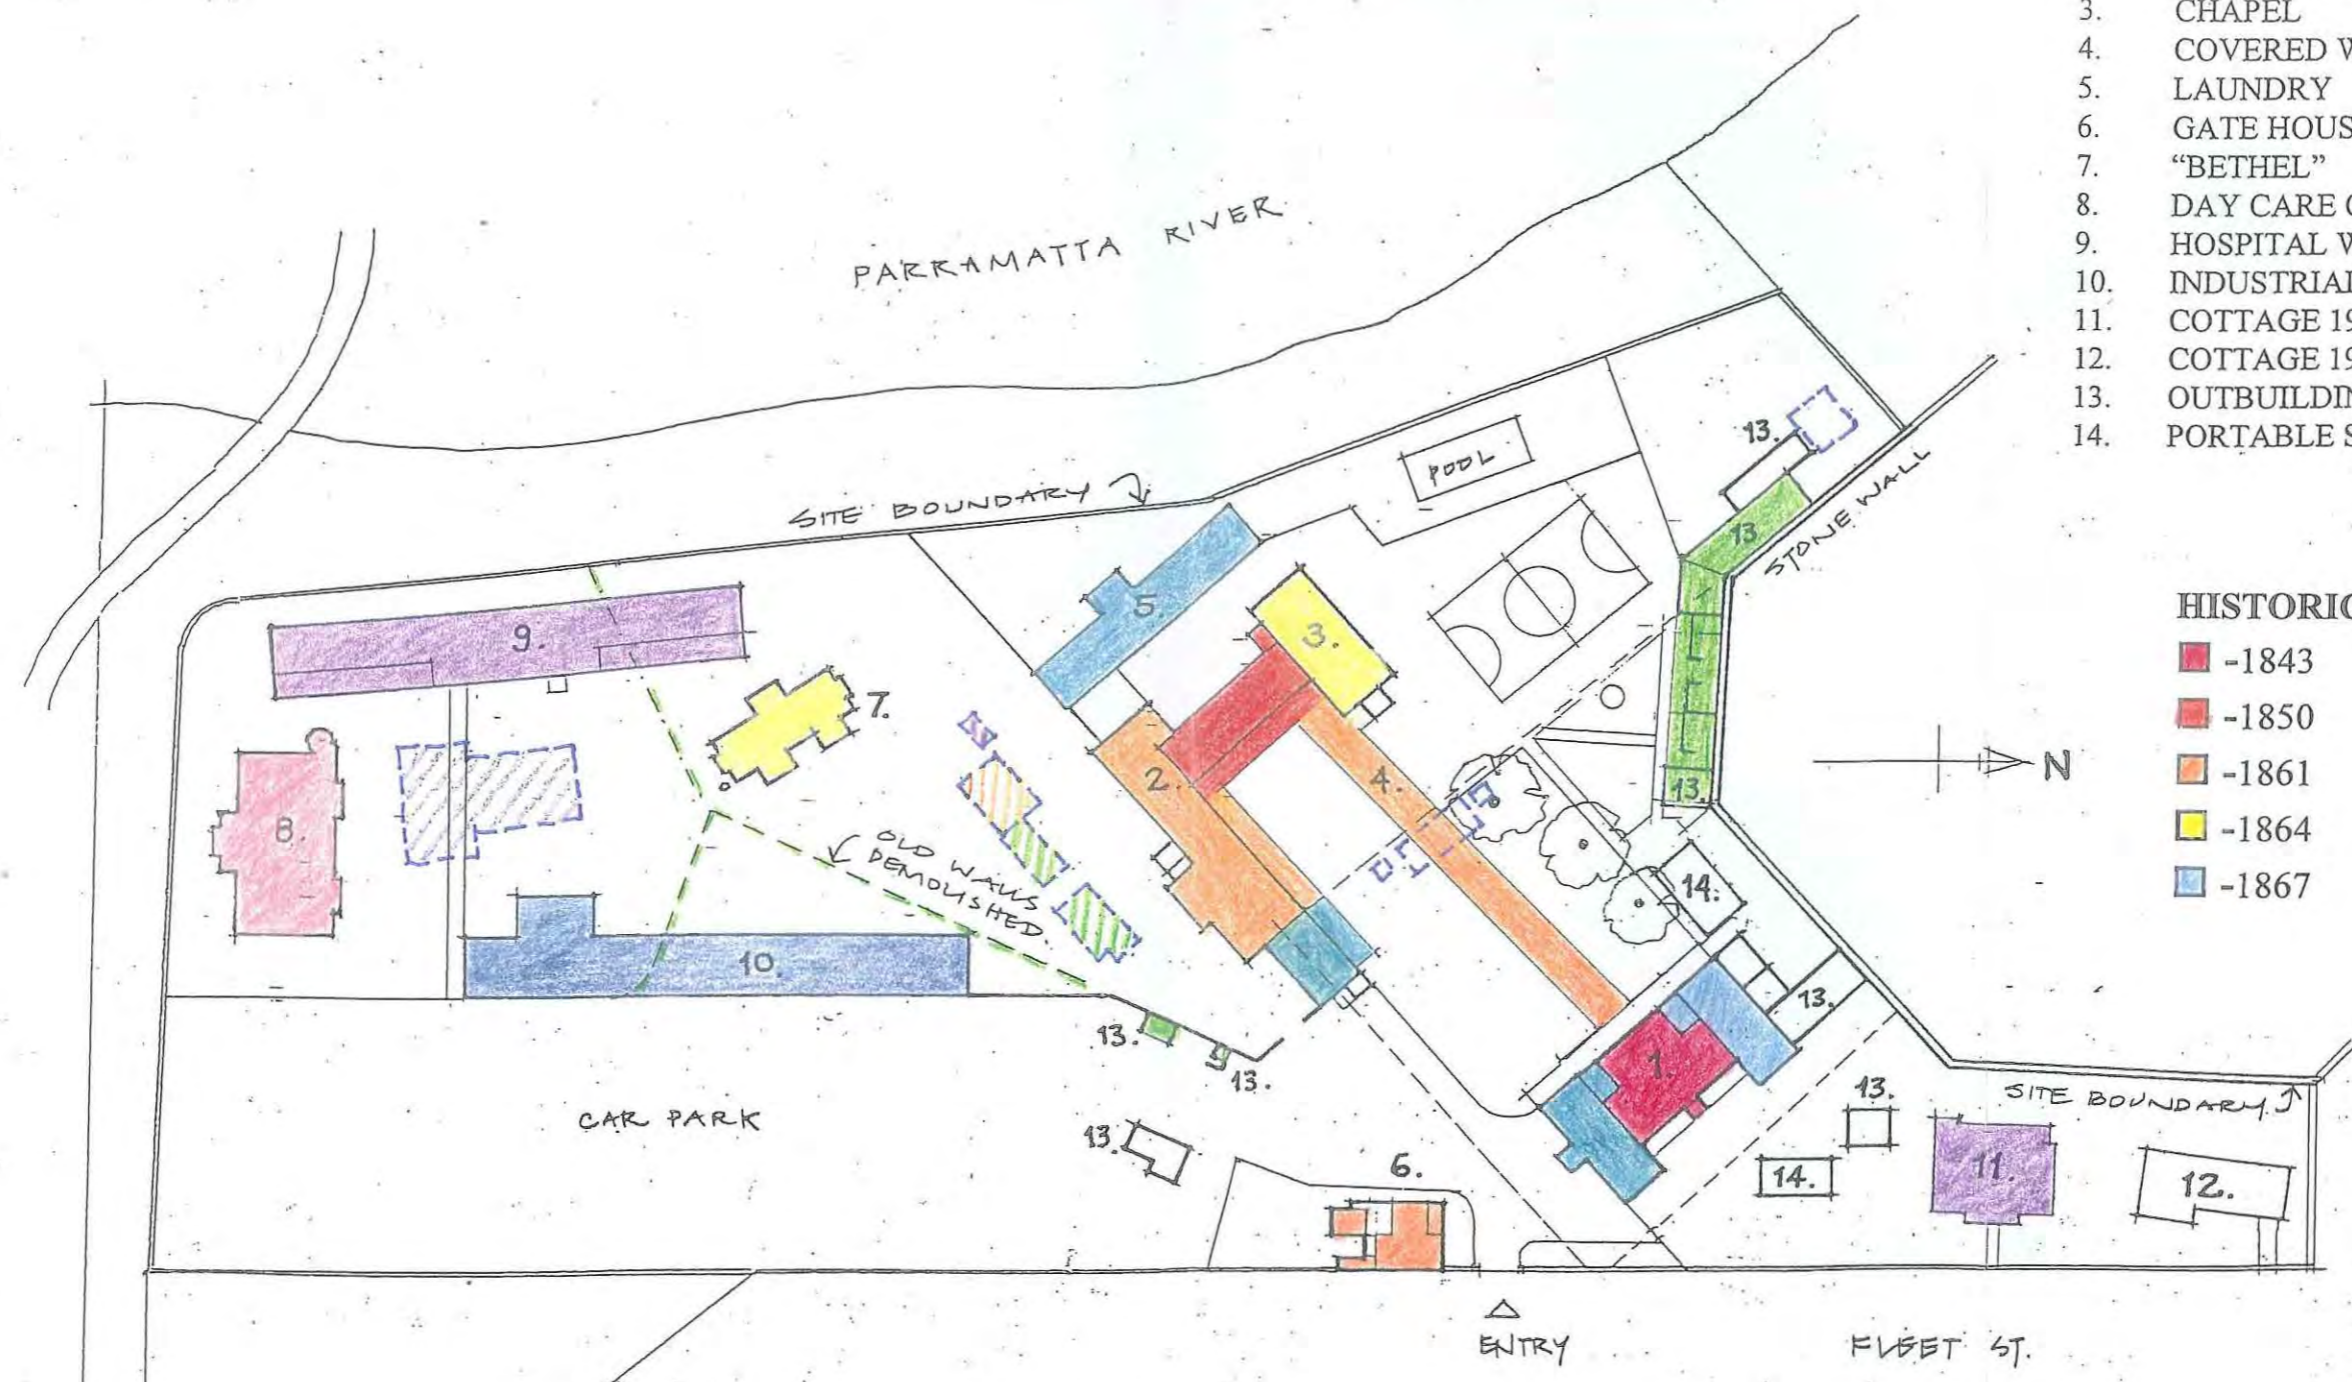 3. CHAPEL
4. COVERED W
5. LAUNDRY
6. GATE HOUS
7. “BETHEL”
8. DAY CARE
9. HOSPITAL W
10. INDUSTRIAL
11. COTTAGE 19
12. COTTAGE 19
13. OUTBUILDIN
14. PORTABLE S
PARRAMATTA RIVER
SITE BOUNDARY
POOL
13.
13
STONE WALL
5.
3.
9.
7.
HISTORIC
-1843
-1850
-1861
-1864
-1867
N
2.
4.
13.
8.
OLD WALLS
DEMOLISHED.
14.
10.
13.
13.
13.
1.
CAR PARK
13.
13.
SITE BOUNDARY
6.
14.
11.
12.
ENTRY
FLEET ST.